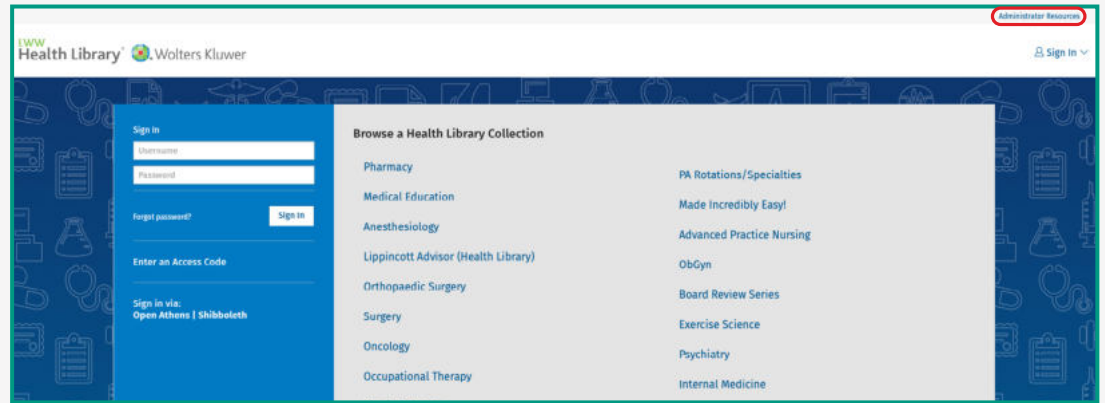 Administrator Resources
LWW
Health Library
Wolters Kluwer
Sign In
Sign In
Username
Password
Forgot password?
Sign In
Enter an Access Code
Sign in via:
Open Athens | Shibboleth
Browse a Health Library Collection
Pharmacy
Medical Education
Anesthesiology
Lippincott Advisor (Health Library)
Orthopaedic Surgery
Surgery
Oncology
Occupational Therapy
PA Rotations/Specialties
Made Incredibly Easy!
Advanced Practice Nursing
ObGyn
Board Review Series
Exercise Science
Psychiatry
Internal Medicine